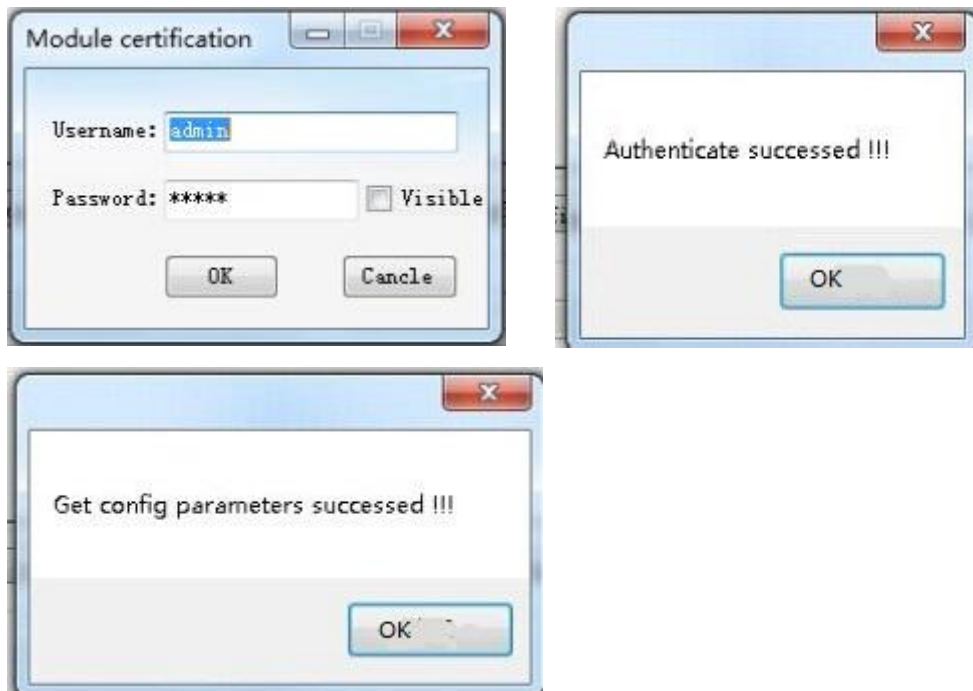 Module certification
Username: admin
Password: ***** Visible
OK Cancle
Authenticate successed !!!
OK
Get config parameters successed !!!
OK